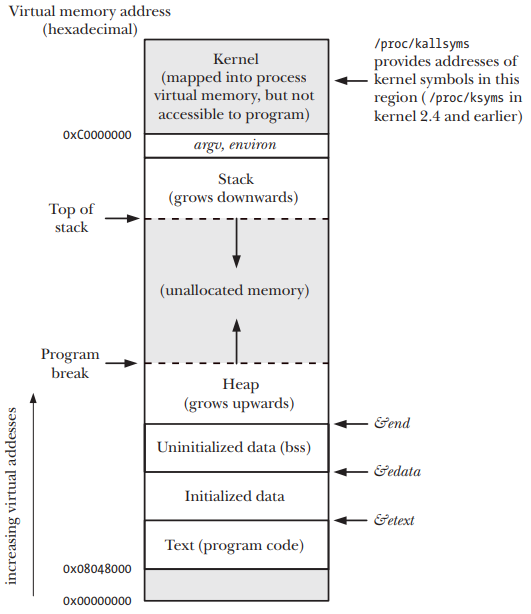 Virtual memory address
(hexadecimal)
Kernel
(mapped into process
virtual memory, but not
accessible to program)
/proc/kallsyms
provides addresses of
kernel symbols in this
region ( /proc/ksyms in
kernel 2.4 and earlier)
0xC0000000
argv, environ
Stack
(grows downwards)
Top of
stack
(unallocated memory)
Program
break
Heap
(grows upwards)
&end
Uninitialized data (bss)
&edata
Initialized data
&etext
Text (program code)
0x08048000
0x00000000
increasing virtual addesses